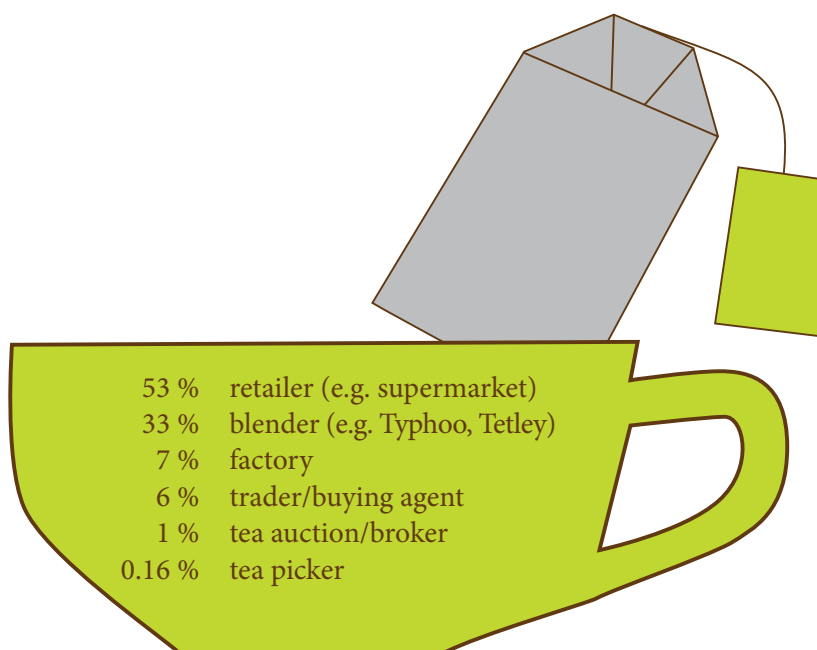 53 % retailer (e.g. supermarket)
33 % blender (e.g. Typhoo, Tetley)
7 % factory
6 % trader/buying agent
1 % tea auction/broker
0.16 % tea picker